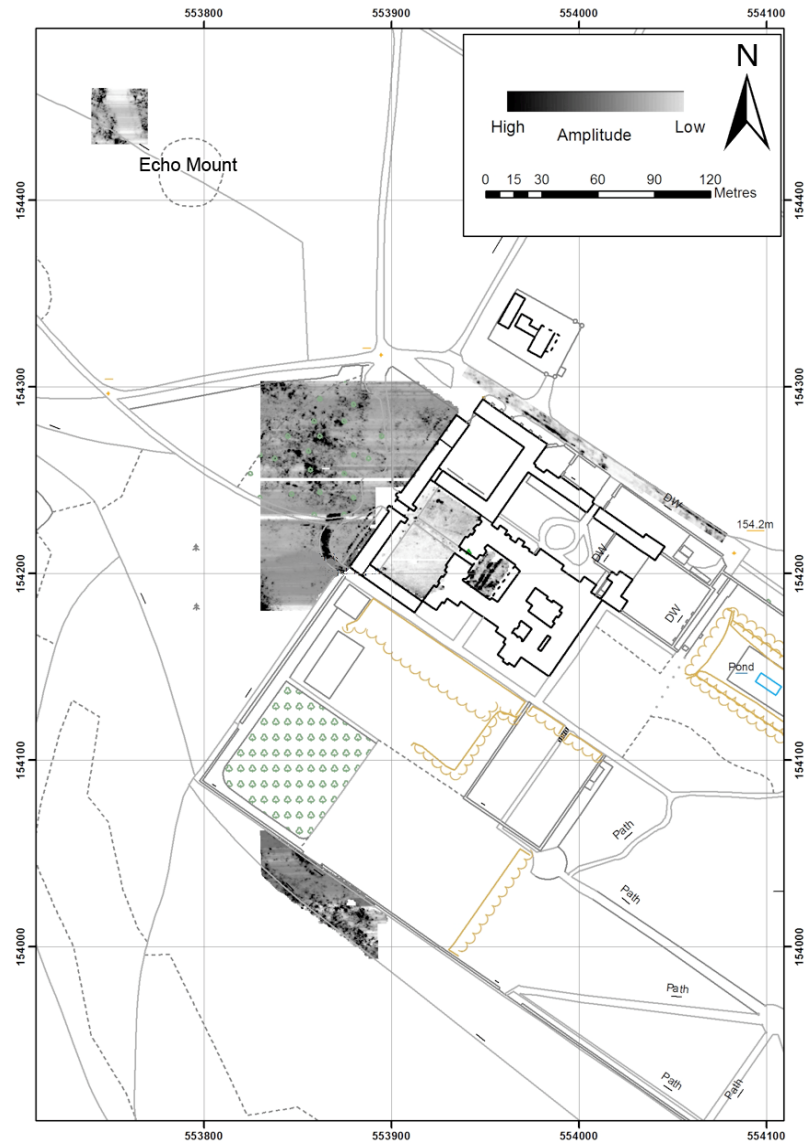 553800 553900 554000 554100
N
High Amplitude Low
0 15 30 60 90 120
Metres
Echo Mount
154400 154400
154300 154300
DW
154.2m
DW
154200 154200
DW
Pond
154100 154100
Path
Path
154000 154000
Path
Path
Path
553800 553900 554000 554100